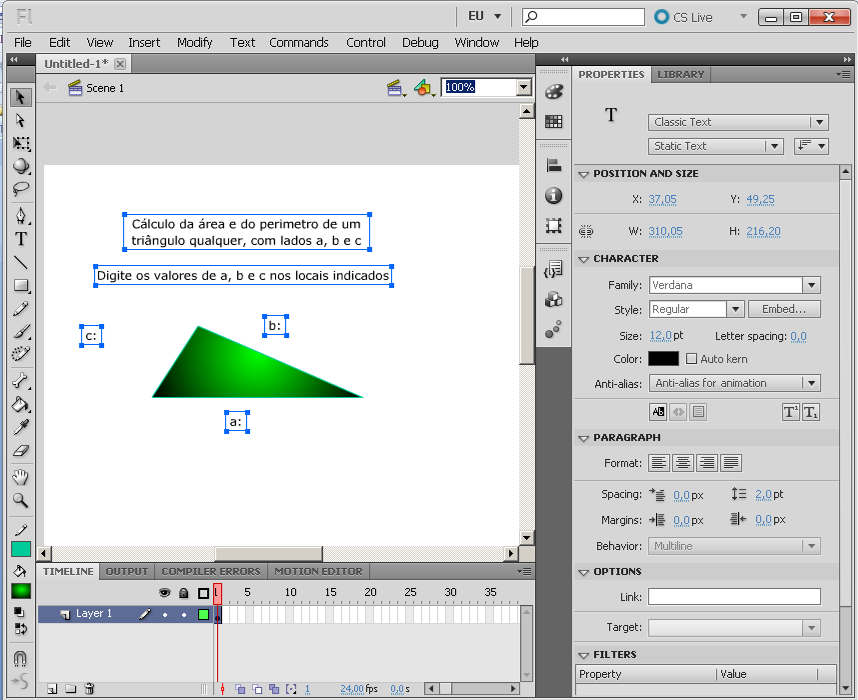 Fl
EU
CS Live
File Edit View Insert Modify Text Commands Control Debug Window Help
Untitled-1*
Scene 1
100%
Cálculo da área e do perimetro de um
triângulo qualquer, com lados a, b e c
Digite os valores de a, b e c nos locais indicados
b:
c:
a:
TIMELINE OUTPUT COMPILER ERRORS MOTION EDITOR
1 5 10 15 20 25 30 35
Layer 1
1 24,00 fps 0,0 s
PROPERTIES LIBRARY
T
Classic Text
Static Text
POSITION AND SIZE
X: 37,05 Y: 49,25
W: 310,05 H: 216,20
CHARACTER
Family: Verdana
Style: Regular Embed...
Size: 12,0 pt Letter spacing: 0,0
Color: Auto kern
Anti-alias: Anti-alias for animation
PARAGRAPH
Format:
Spacing: 0,0 px 2,0 pt
Margins: 0,0 px 0,0 px
Behavior: Multiline
OPTIONS
Link:
Target:
FILTERS
Property Value